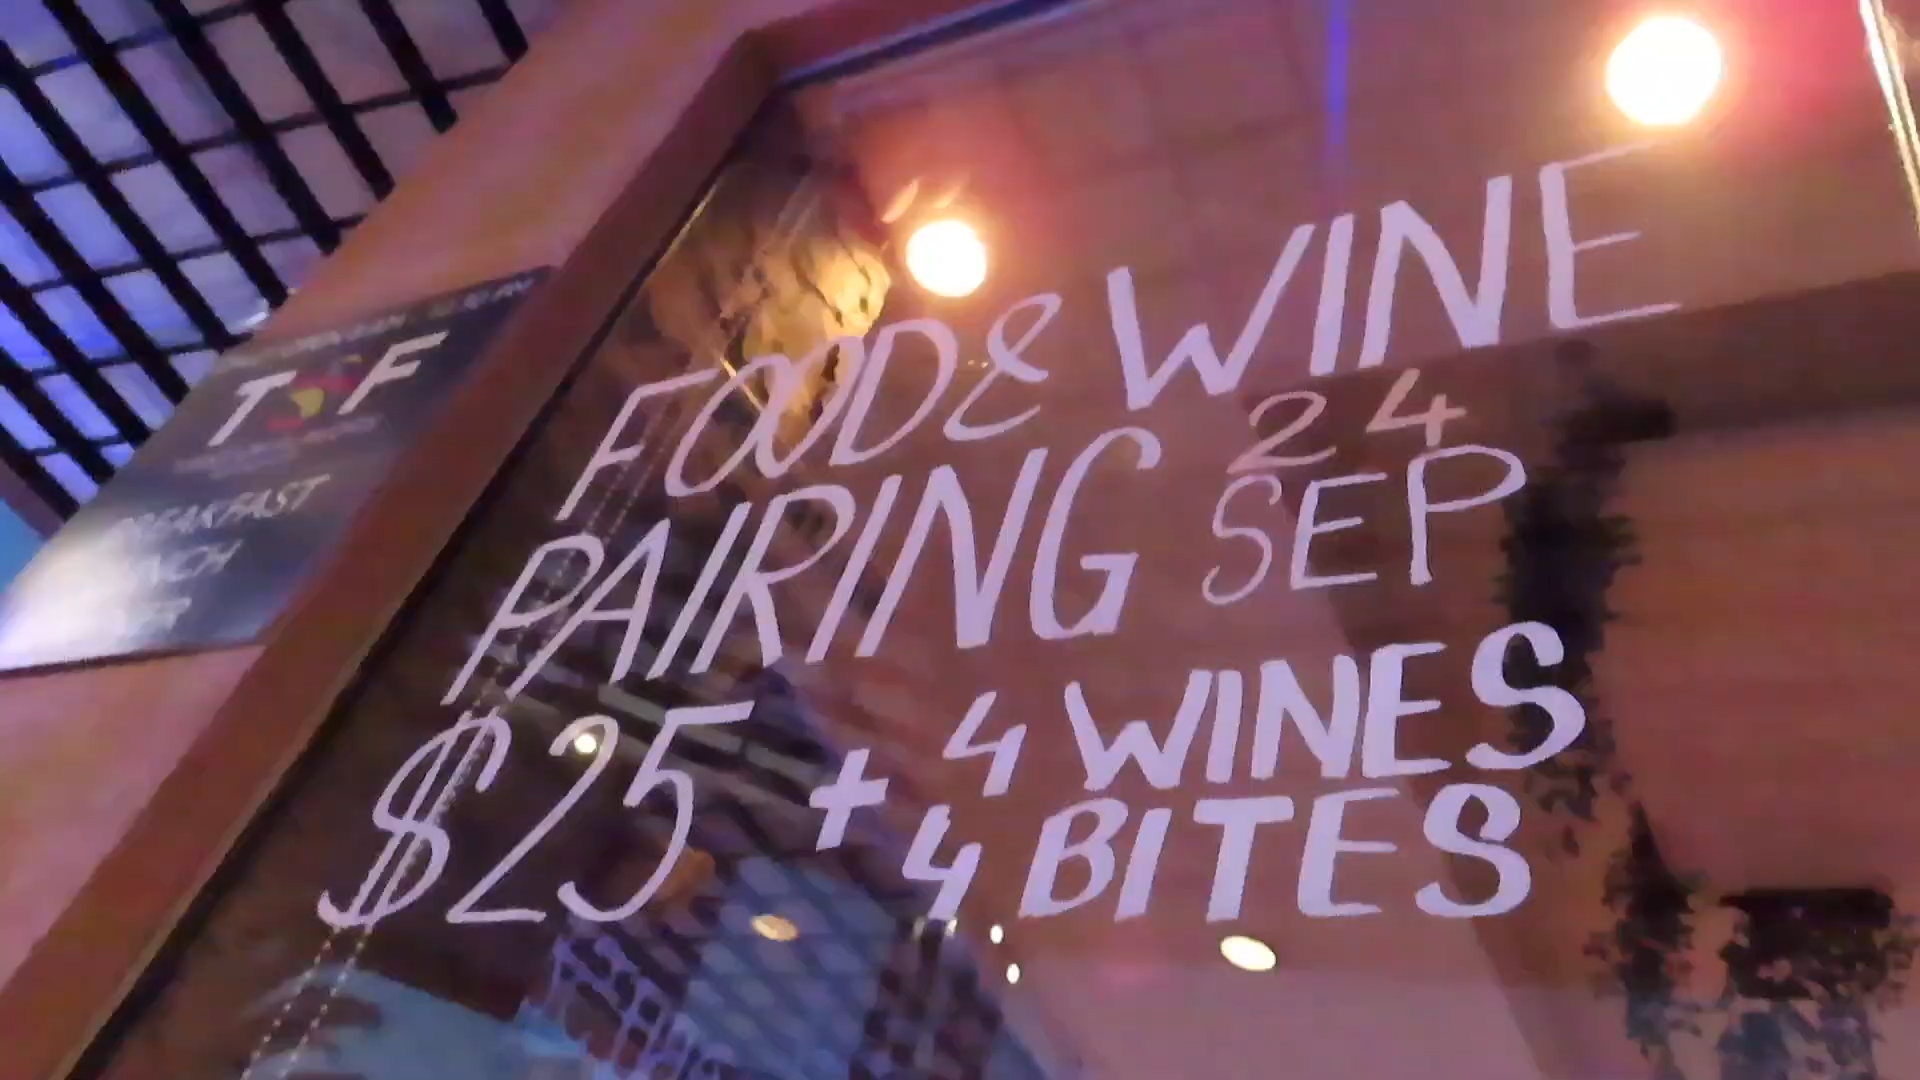 T F
BREAKFAST
FOOD & WINE
PAIRING 24 SEP
$25 + 4 WINES
4 BITES